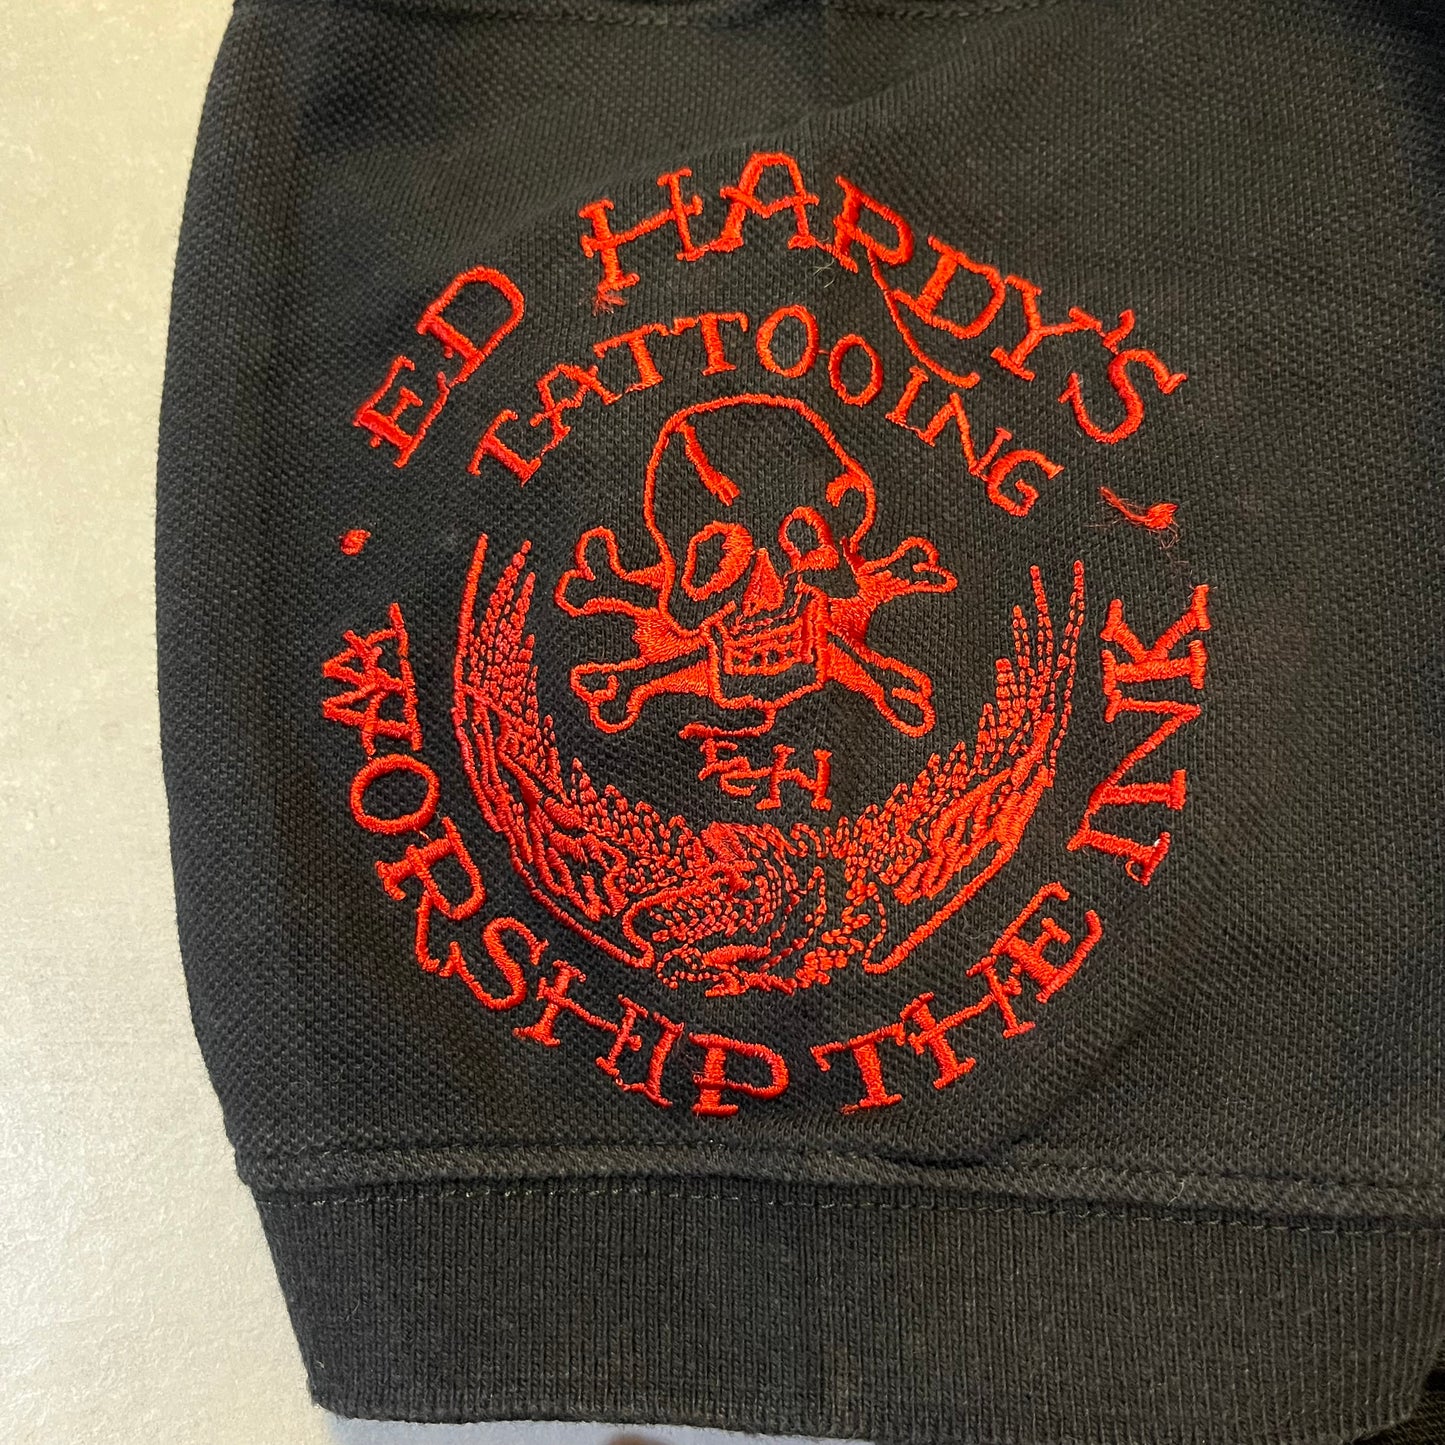 ED HARDY'S
TATTOOING
EH
WORSHIP THE INK